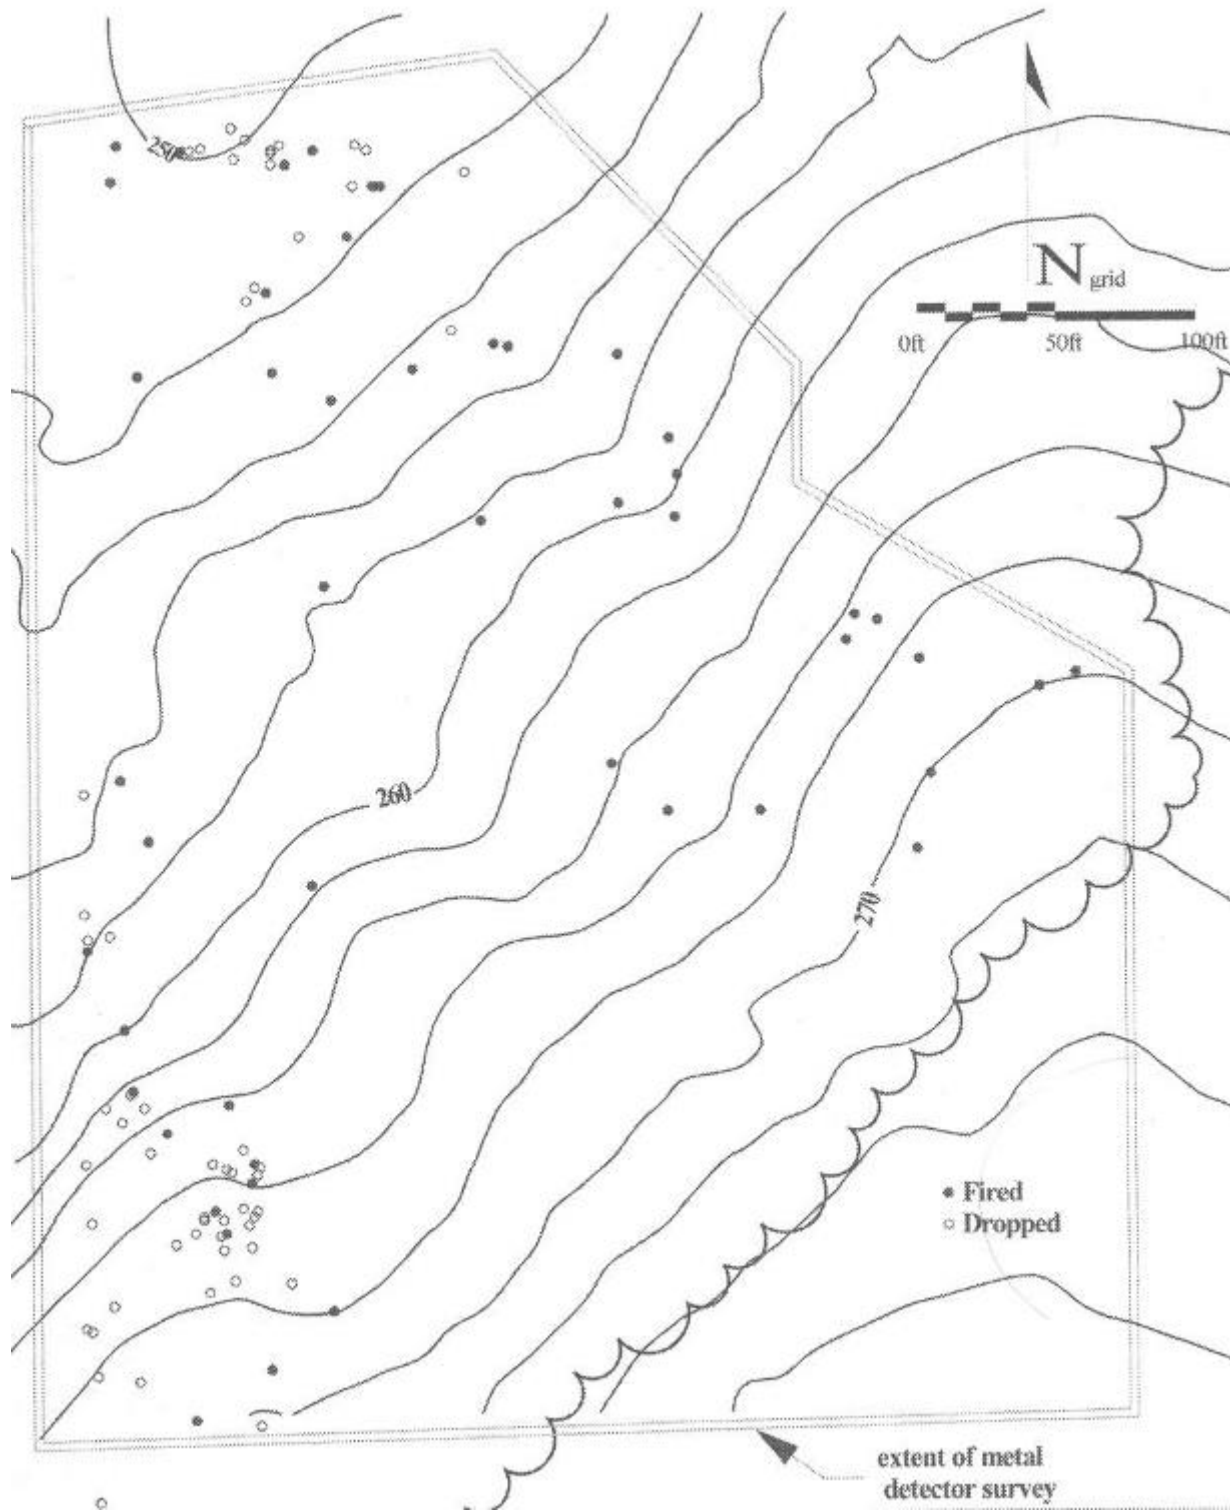 250
N grid
0ft 50ft 100ft
260
270
Fired
Dropped
extent of metal
detector survey